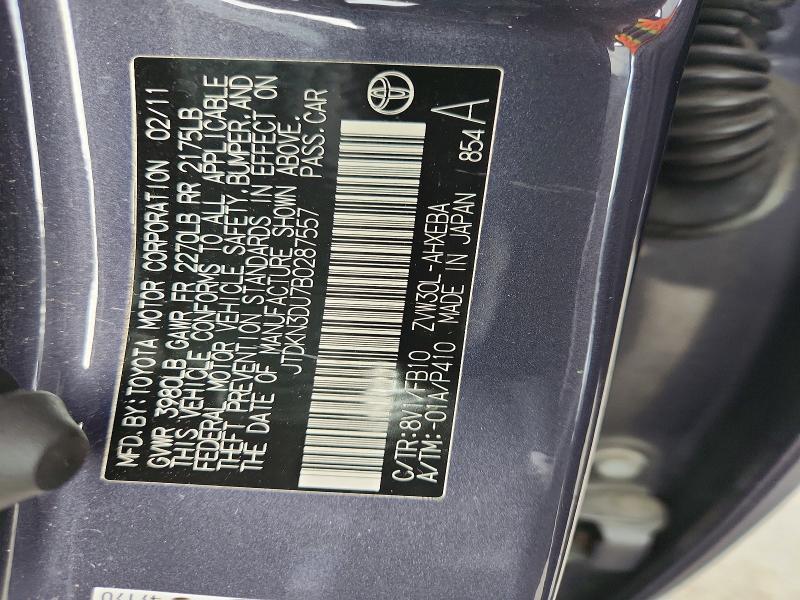 MFD. BY: TOYOTA MOTOR CORPORATION 02/11
GVWR 3980LB GAWR FR 2270LB RR 2175LB
THIS VEHICLE CONFORMS TO ALL APPLICABLE
FEDERAL MOTOR VEHICLE SAFETY, BUMPER, AND
THEFT PREVENTION STANDARDS IN EFFECT ON
THE DATE OF MANUFACTURE SHOWN ABOVE.
JTDKN3DU7B0287557 PASS. CAR
C/TR: 8V1/FB10 ZVW30L-AHXEBA
A/TM: -01A/P410 MADE IN JAPAN 854 A